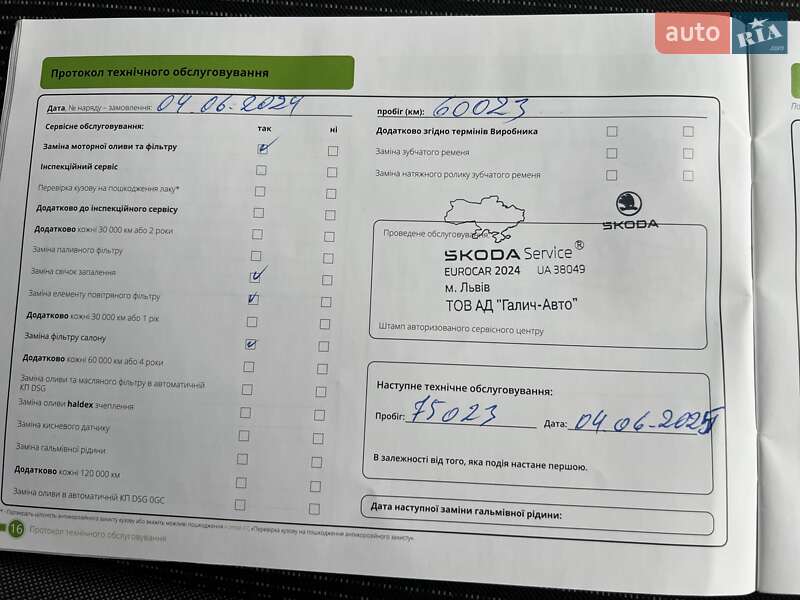 auto RIA .com
Протокол технічного обслуговування
Дата, № наряду – замовлення: 04.06.2024
пробіг (км): 60023
Сервісне обслуговування: так ні
Заміна моторної оливи та фільтру
Інспекційний сервіс
Перевірка кузову на пошкодження лаку*
Додатково до інспекційного сервісу
Додатково кожні 30 000 км або 2 роки
Заміна паливного фільтру
Заміна свічок запалення
Заміна елементу повітряного фільтру
Додатково кожні 30 000 км або 1 рік
Заміна фільтру салону
Додатково кожні 60 000 км або 4 роки
Заміна оливи та масляного фільтру в автоматичній
КП DSG
Заміна оливи haldex зчеплення
Заміна кисневого датчику
Заміна гальмівної рідини
Додатково кожні 120 000 км
Заміна оливи в автоматичній КП DSG 0GC
Додатково згідно термінів Виробника
Заміна зубчатого ременя
Заміна натяжного ролику зубчатого ременя
ŠKODA
Проведене обслуговування:
ŠKODA Service®
EUROCAR 2024 UA 38049
м. Львів
ТОВ АД "Галич-Авто"
Штамп авторизованого сервісного центру
Наступне технічне обслуговування:
Пробіг: 75023 Дата: 04.06.2025
В залежності від того, яка подія настане першою.
Дата наступної заміни гальмівної рідини:
16 Протокол технічного обслуговування